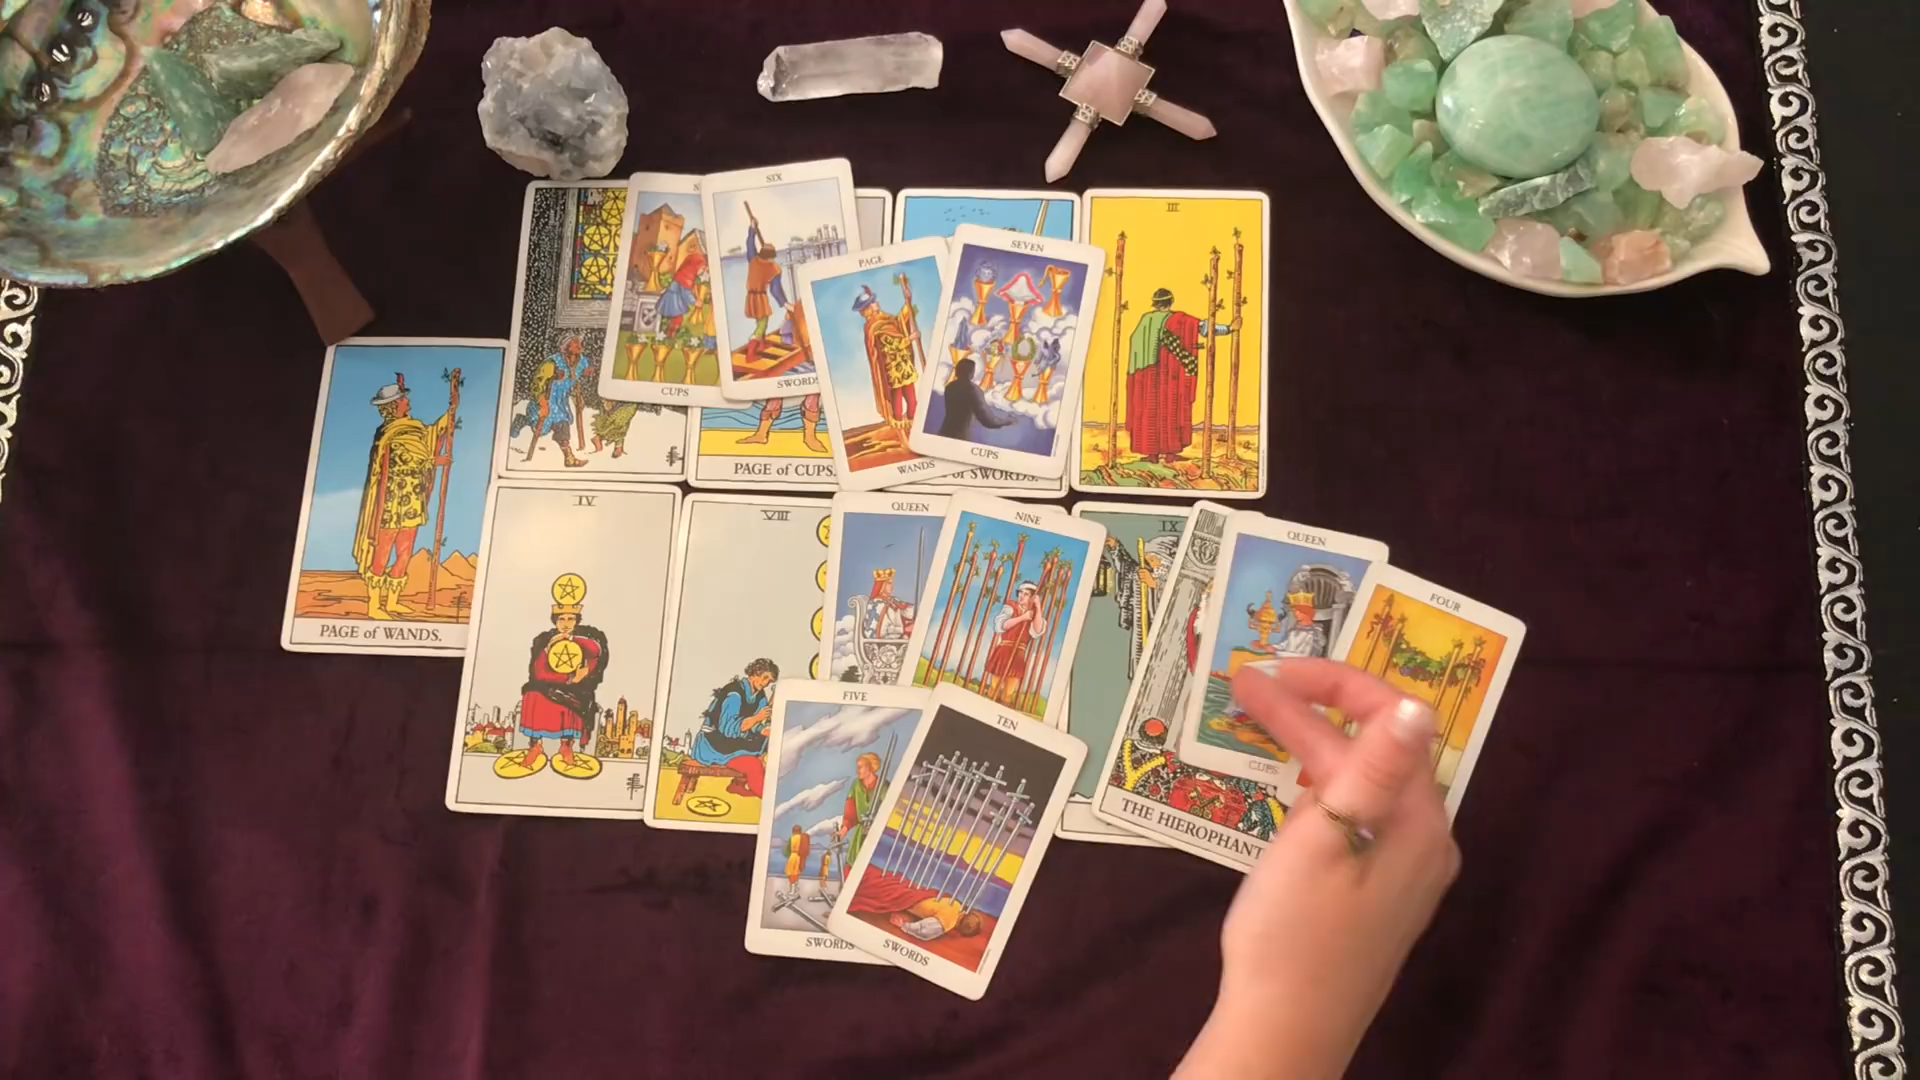 SIX
SWORDS
CUPS
PAGE
WANDS
SEVEN
CUPS
III
PAGE of CUPS.
of SWORDS.
PAGE of WANDS.
IV
VIII
QUEEN
NINE
IX
QUEEN
CUPS
FOUR
THE HIEROPHANT
FIVE
SWORDS
TEN
SWORDS